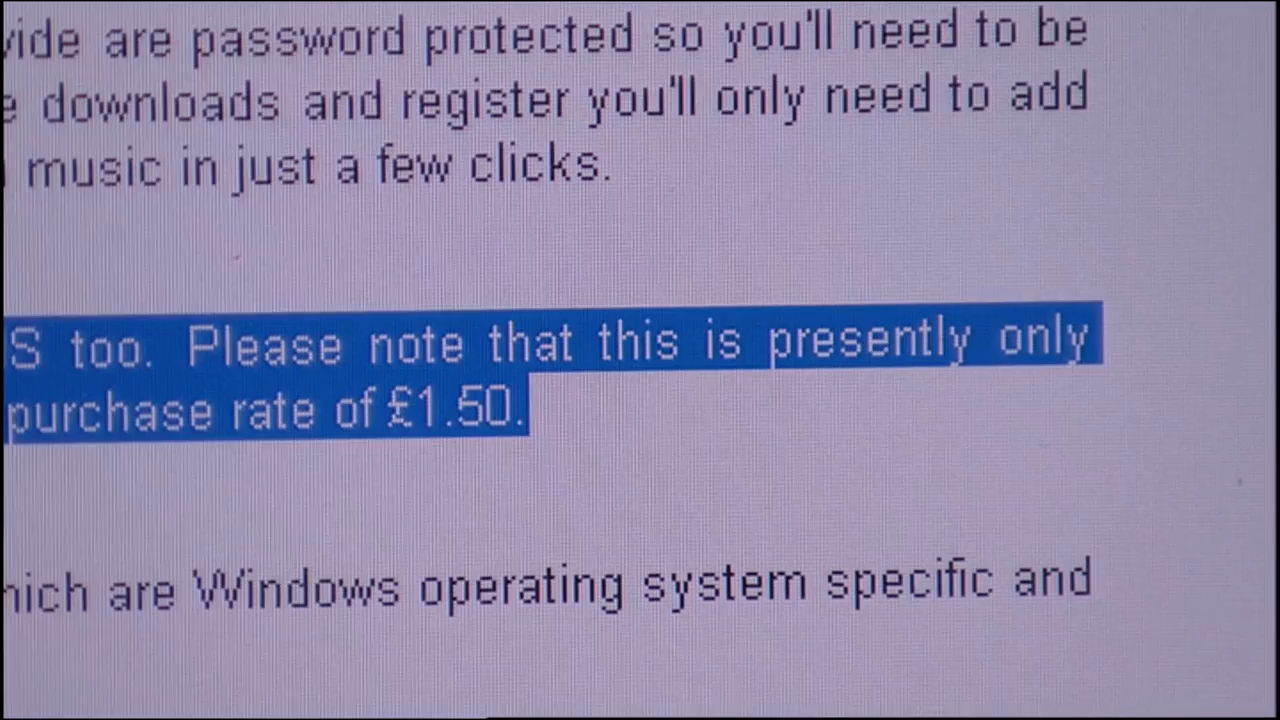 are password protected so you'll need to be
downloads and register you'll only need to add
music in just a few clicks.
S too. Please note that this is presently only
purchase rate of £1.50.
are Windows operating system specific and